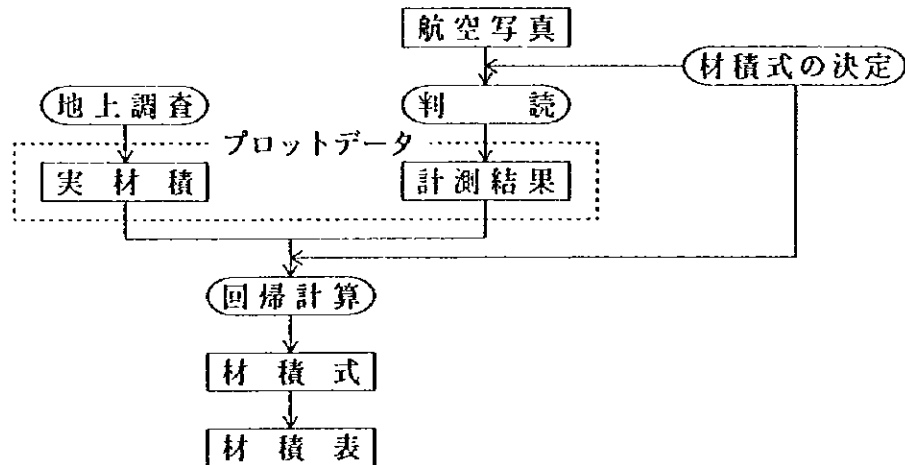 航空写真
材積式の決定
地上調査
判読
プロットデータ
実材積
計測結果
回帰計算
材積式
材積表